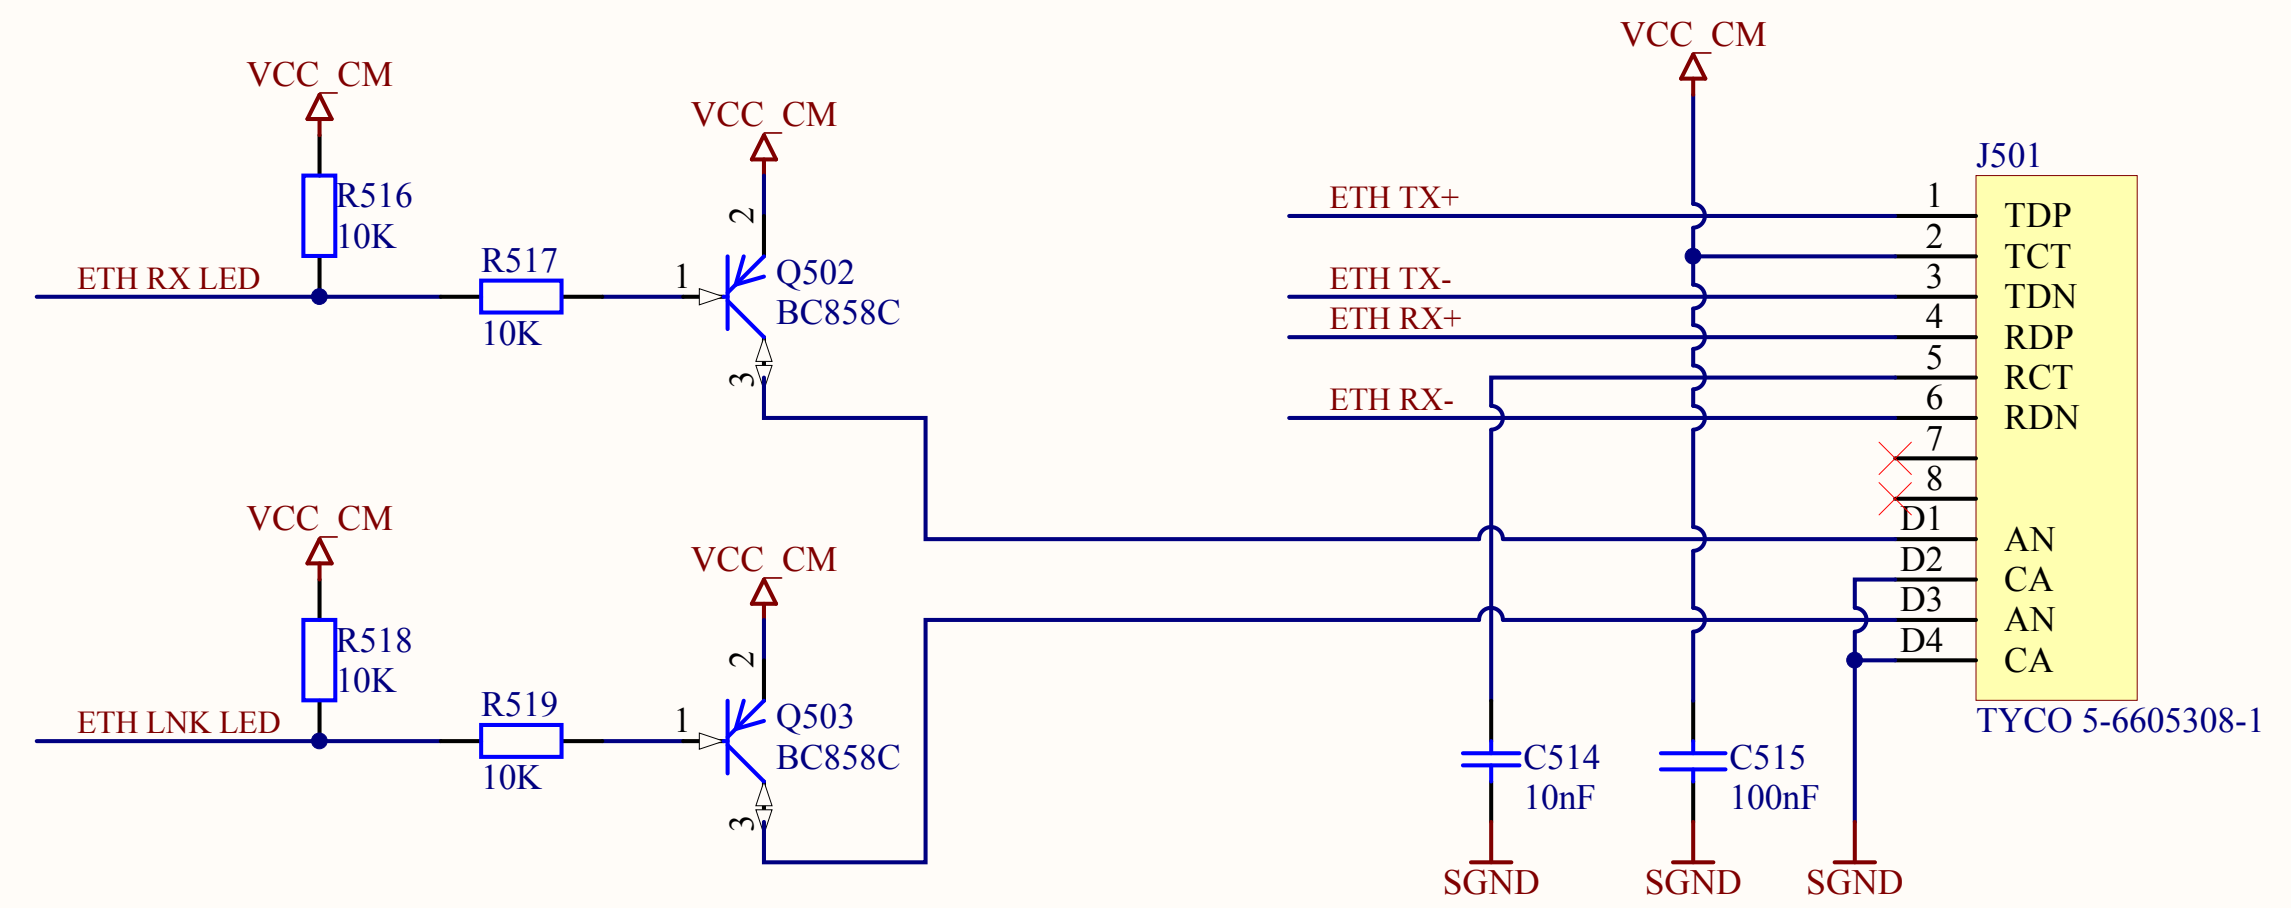 VCC_CM
R516
10K
ETH RX LED
R517
10K
VCC_CM
2
1
Q502
BC858C
3
VCC_CM
R518
10K
ETH LNK LED
R519
10K
VCC_CM
2
1
Q503
BC858C
3
VCC_CM
J501
ETH TX+
1
TDP
2
TCT
ETH TX-
3
TDN
ETH RX+
4
RDP
5
RCT
ETH RX-
6
RDN
7
8
D1
AN
D2
CA
D3
AN
D4
CA
TYCO 5-6605308-1
C514
10nF
C515
100nF
SGND
SGND
SGND